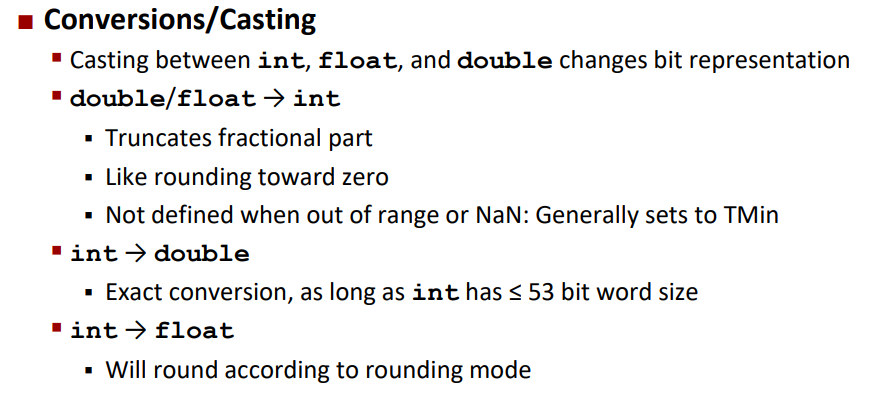 Conversions/Casting
Casting between int, float, and double changes bit representation
double/float → int
Truncates fractional part
Like rounding toward zero
Not defined when out of range or NaN: Generally sets to TMin
int → double
Exact conversion, as long as int has ≤ 53 bit word size
int → float
Will round according to rounding mode